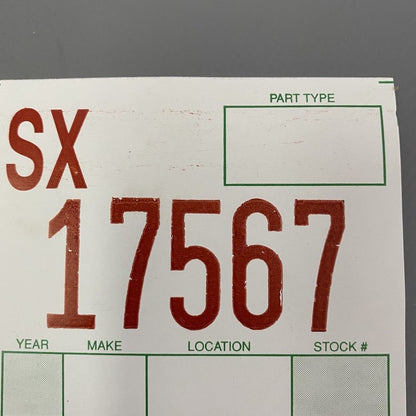 PART TYPE
SX
17567
YEAR MAKE LOCATION STOCK #